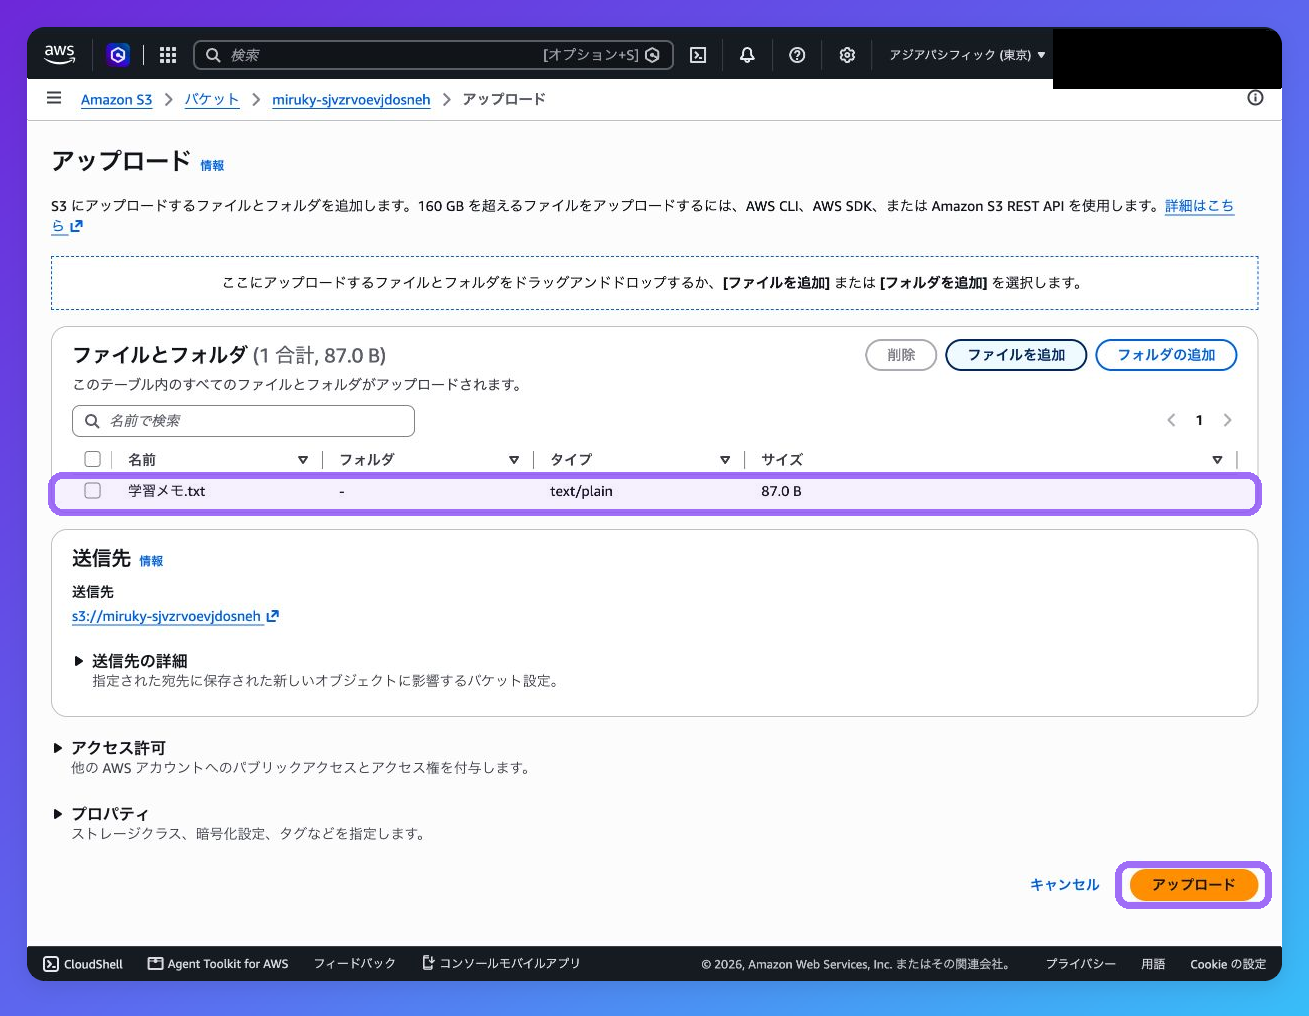 aws
検索 [オプション+S]
アジアパシフィック (東京) ▼
Amazon S3 > バケット > miruky-sjvzrvoevjdosneh > アップロード
アップロード 情報
S3 にアップロードするファイルとフォルダを追加します。160 GB を超えるファイルをアップロードするには、AWS CLI、AWS SDK、または Amazon S3 REST API を使用します。詳細はこち
ら
ここにアップロードするファイルとフォルダをドラッグアンドドロップするか、[ファイルを追加] または [フォルダを追加] を選択します。
ファイルとフォルダ (1 合計, 87.0 B)
削除 ファイルを追加 フォルダの追加
このテーブル内のすべてのファイルとフォルダがアップロードされます。
名前で検索
1
名前 フォルダ タイプ サイズ
学習メモ.txt - text/plain 87.0 B
送信先 情報
送信先
s3://miruky-sjvzrvoevjdosneh
送信先の詳細
指定された宛先に保存された新しいオブジェクトに影響するバケット設定。
アクセス許可
他の AWS アカウントへのパブリックアクセスとアクセス権を付与します。
プロパティ
ストレージクラス、暗号化設定、タグなどを指定します。
キャンセル アップロード
CloudShell Agent Toolkit for AWS フィードバック コンソールモバイルアプリ © 2026, Amazon Web Services, Inc. またはその関連会社。 プライバシー 用語 Cookie の設定